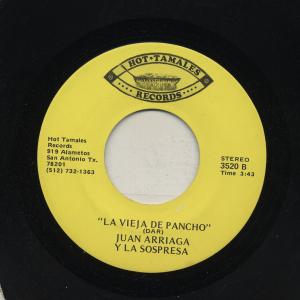 HOT TAMALES
RECORDS
Hot Tamales
Records
919 Alametos
San Antonio Tx.
78201
(512) 732-1363
STEREO
3520 B
Time 3:43
"LA VIEJA DE PANCHO"
(DAR)
JUAN ARRIAGA
Y LA SOSPRESA